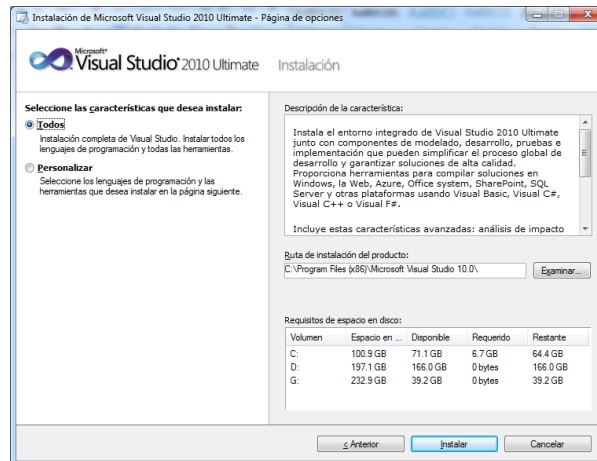 Instalación de Microsoft Visual Studio 2010 Ultimate - Página de opciones
Microsoft
Visual Studio 2010 Ultimate
Instalación
Seleccione las características que desea instalar:
Todos
Instalación completa de Visual Studio. Instalar todos los
lenguajes de programación y todas las herramientas.
Personalizar
Seleccione los lenguajes de programación y las
herramientas que desea instalar en la página siguiente.
Descripción de la característica:
Instala el entorno integrado de Visual Studio 2010 Ultimate
junto con componentes de modelado, desarrollo, pruebas e
implementación que pueden simplificar el proceso global de
desarrollo y garantizar soluciones de alta calidad.
Proporciona herramientas para compilar soluciones en
Windows, la Web, Azure, Office system, SharePoint, SQL
Server y otras plataformas usando Visual Basic, Visual C#,
Visual C++ o Visual F#.
Incluye estas características avanzadas: análisis de impacto
Ruta de instalación del producto:
C:\Program Files (x86)\Microsoft Visual Studio 10.0\
Examinar...
Requisitos de espacio en disco:
Volumen Espacio en ... Disponible Requerido Restante
C: 100.9 GB 71.1 GB 6.7 GB 64.4 GB
D: 197.1 GB 166.0 GB 0 bytes 166.0 GB
G: 232.9 GB 39.2 GB 0 bytes 39.2 GB
< Anterior Instalar Cancelar